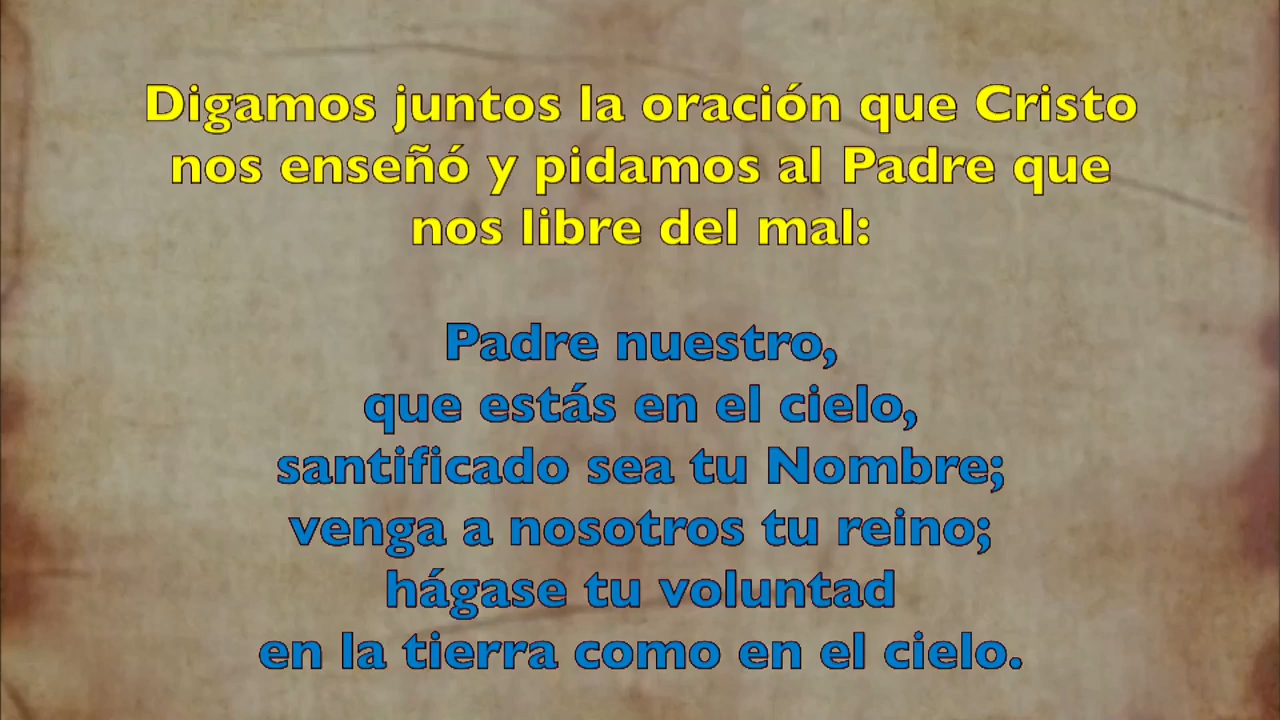 Digamos juntos la oración que Cristo
nos enseñó y pidamos al Padre que
nos libre del mal:
Padre nuestro,
que estás en el cielo,
santificado sea tu Nombre;
venga a nosotros tu reino;
hágase tu voluntad
en la tierra como en el cielo.